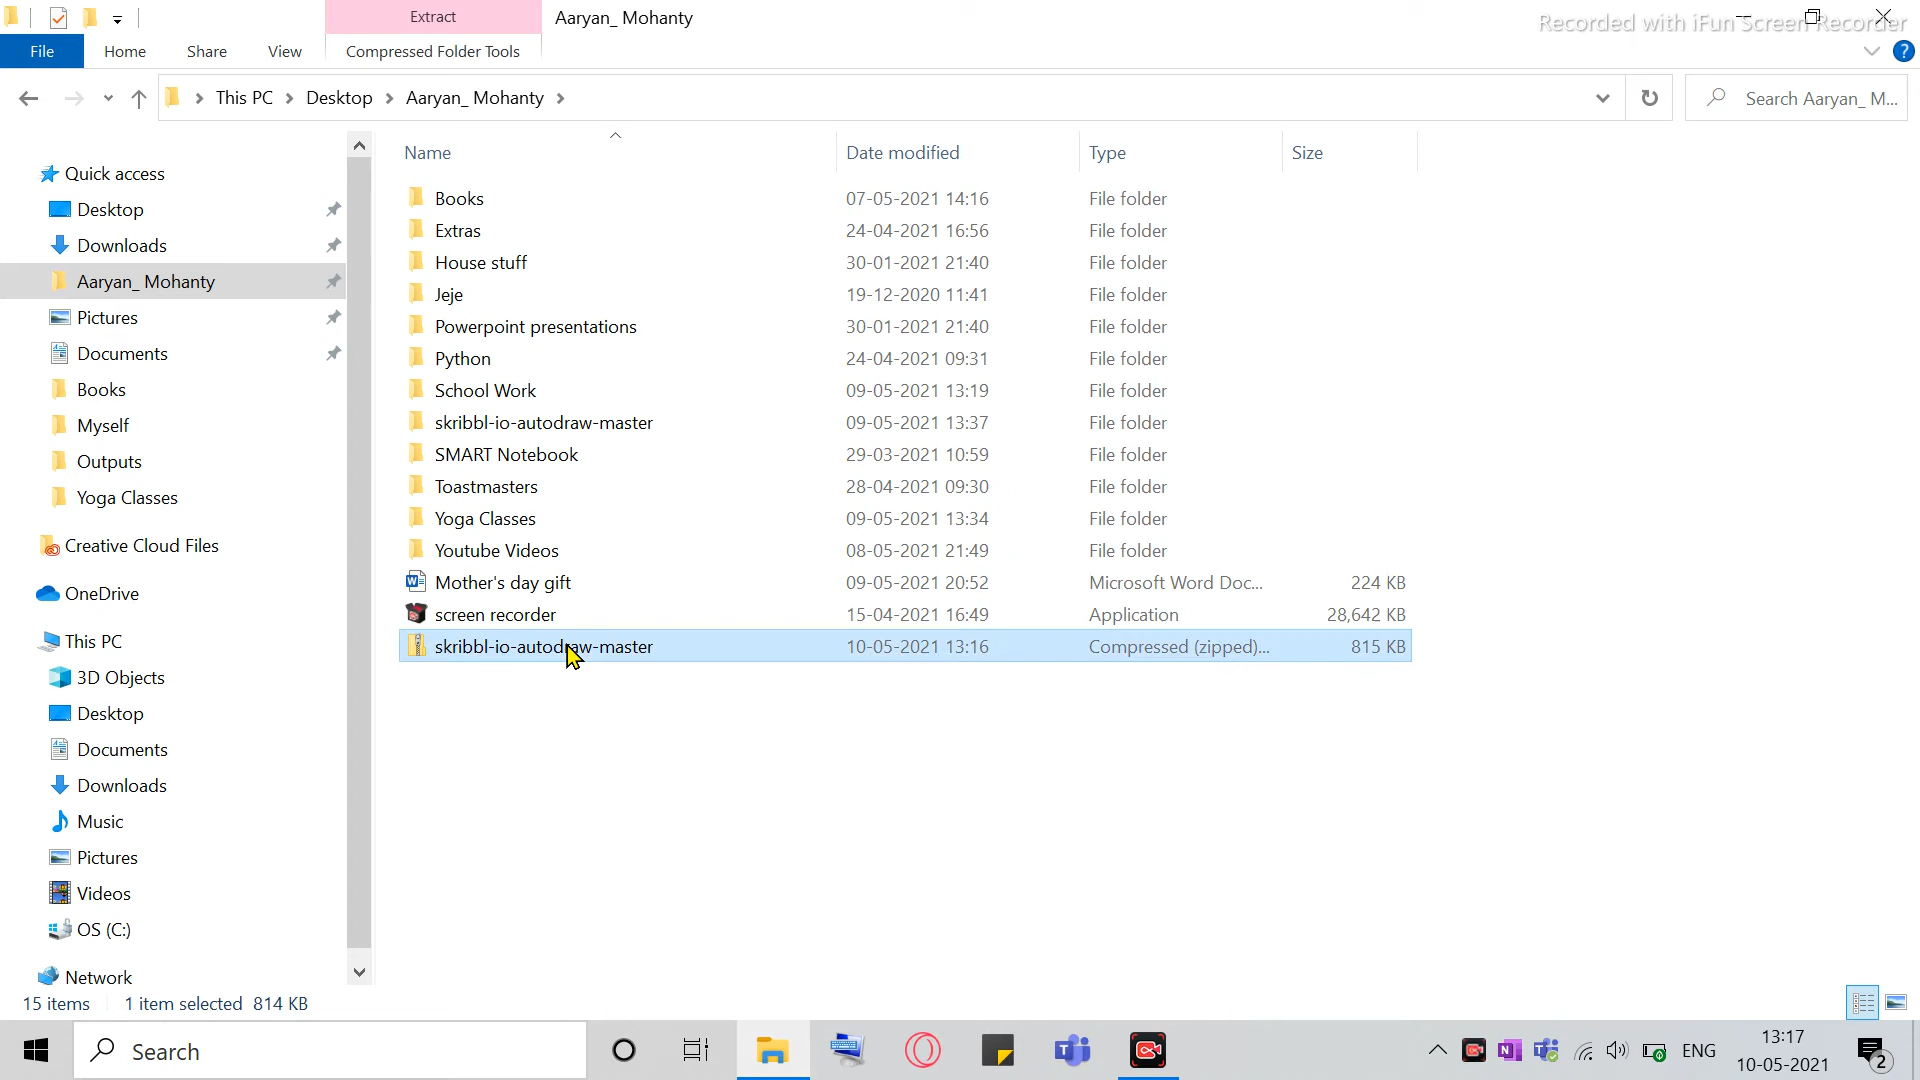 Extract
Aaryan_ Mohanty
Recorded with iFun Screen Recorder
File
Home
Share
View
Compressed Folder Tools
?
This PC
Desktop
Aaryan_ Mohanty
Search Aaryan_ M...
Name
Date modified
Type
Size
Quick access
Desktop
Downloads
Aaryan_ Mohanty
Pictures
Documents
Books
Myself
Outputs
Yoga Classes
Creative Cloud Files
OneDrive
This PC
3D Objects
Desktop
Documents
Downloads
Music
Pictures
Videos
OS (C:)
Network
Books 07-05-2021 14:16 File folder
Extras 24-04-2021 16:56 File folder
House stuff 30-01-2021 21:40 File folder
Jeje 19-12-2020 11:41 File folder
Powerpoint presentations 30-01-2021 21:40 File folder
Python 24-04-2021 09:31 File folder
School Work 09-05-2021 13:19 File folder
skribbl-io-autodraw-master 09-05-2021 13:37 File folder
SMART Notebook 29-03-2021 10:59 File folder
Toastmasters 28-04-2021 09:30 File folder
Yoga Classes 09-05-2021 13:34 File folder
Youtube Videos 08-05-2021 21:49 File folder
Mother's day gift 09-05-2021 20:52 Microsoft Word Doc... 224 KB
screen recorder 15-04-2021 16:49 Application 28,642 KB
skribbl-io-autodraw-master 10-05-2021 13:16 Compressed (zipped)... 815 KB
15 items 1 item selected 814 KB
Search
ENG
13:17
10-05-2021
2